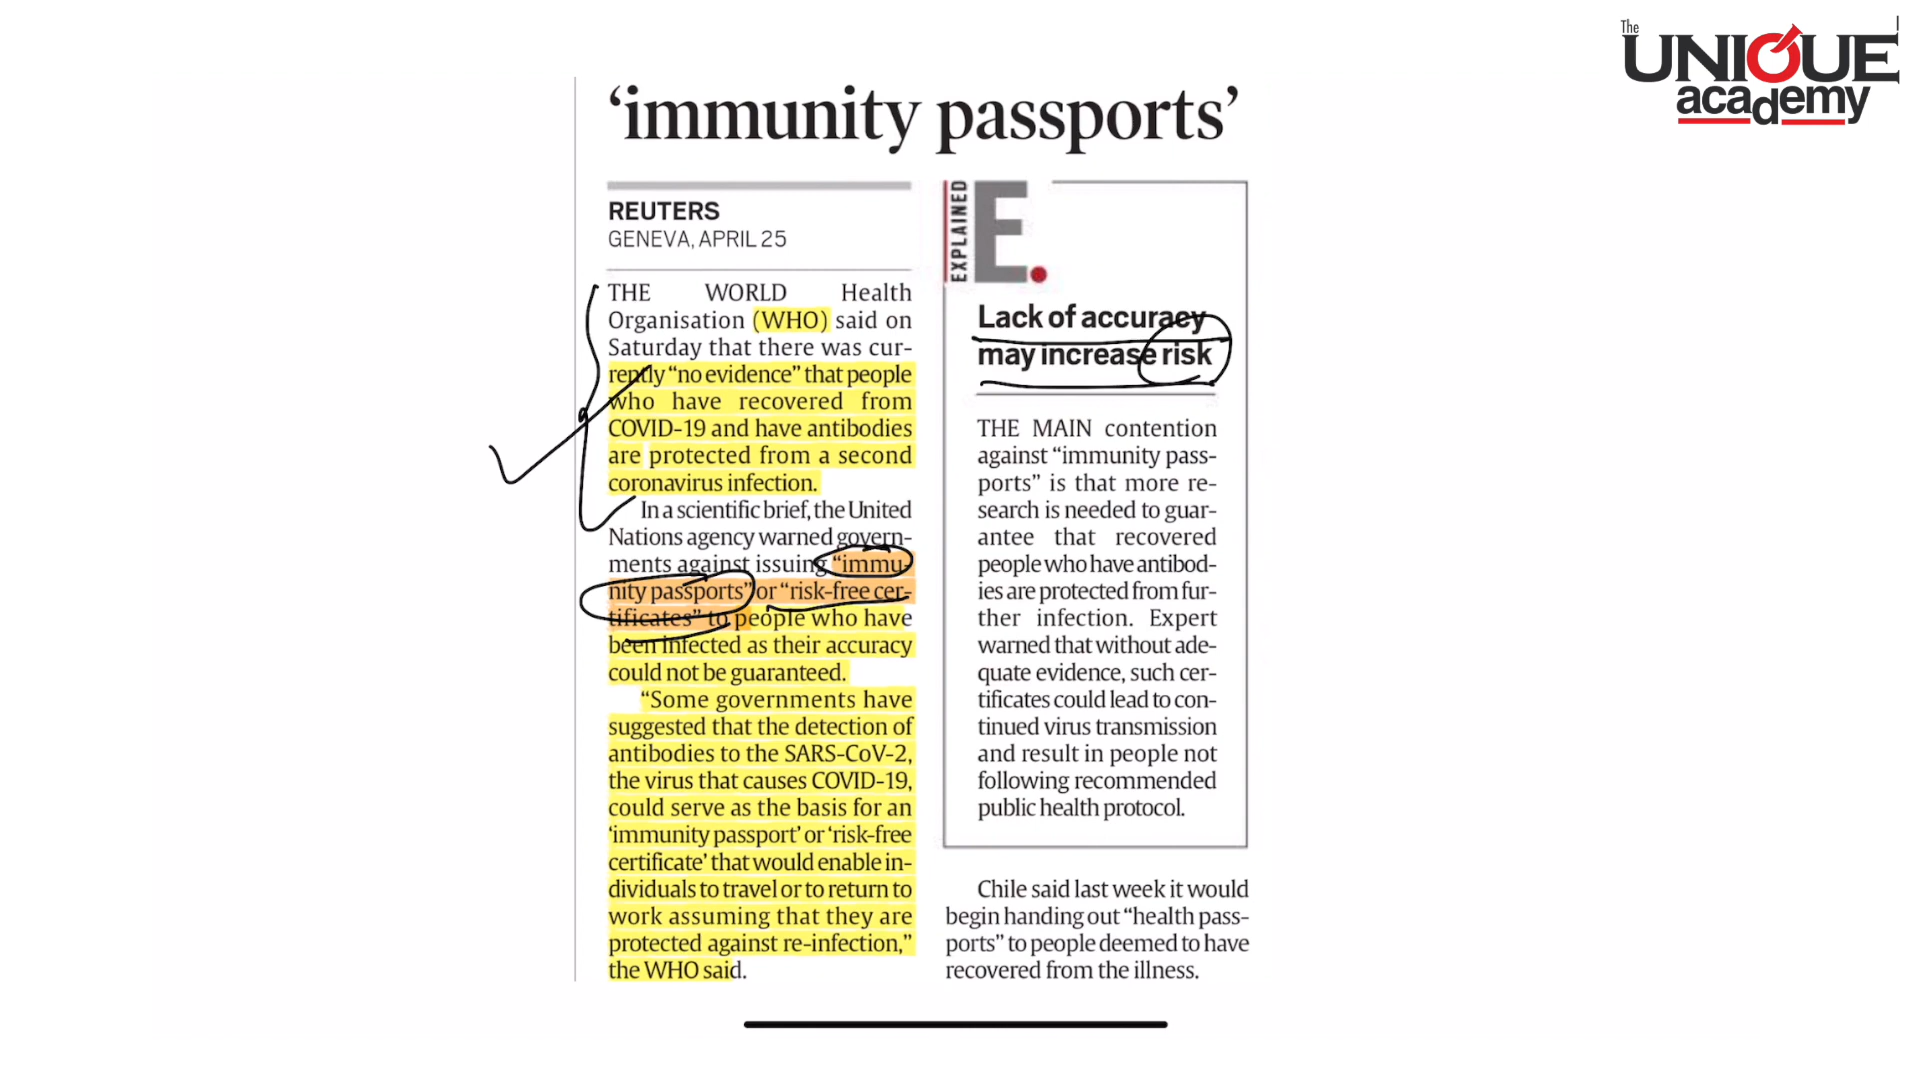 The
UNIQUE
academy
‘immunity passports’
REUTERS
GENEVA, APRIL 25
THE WORLD Health
Organisation (WHO) said on
Saturday that there was cur-
rently “no evidence” that people
who have recovered from
COVID-19 and have antibodies
are protected from a second
coronavirus infection.
In a scientific brief, the United
Nations agency warned govern-
ments against issuing “immu-
nity passports” or “risk-free cer-
tificates” to people who have
been infected as their accuracy
could not be guaranteed.
“Some governments have
suggested that the detection of
antibodies to the SARS-CoV-2,
the virus that causes COVID-19,
could serve as the basis for an
‘immunity passport’ or ‘risk-free
certificate’ that would enable in-
dividuals to travel or to return to
work assuming that they are
protected against re-infection,”
the WHO said.
EXPLAINED
E.
Lack of accuracy
may increase risk
THE MAIN contention
against “immunity pass-
ports” is that more re-
search is needed to guar-
antee that recovered
people who have antibod-
ies are protected from fur-
ther infection. Expert
warned that without ade-
quate evidence, such cer-
tificates could lead to con-
tinued virus transmission
and result in people not
following recommended
public health protocol.
Chile said last week it would
begin handing out “health pass-
ports” to people deemed to have
recovered from the illness.